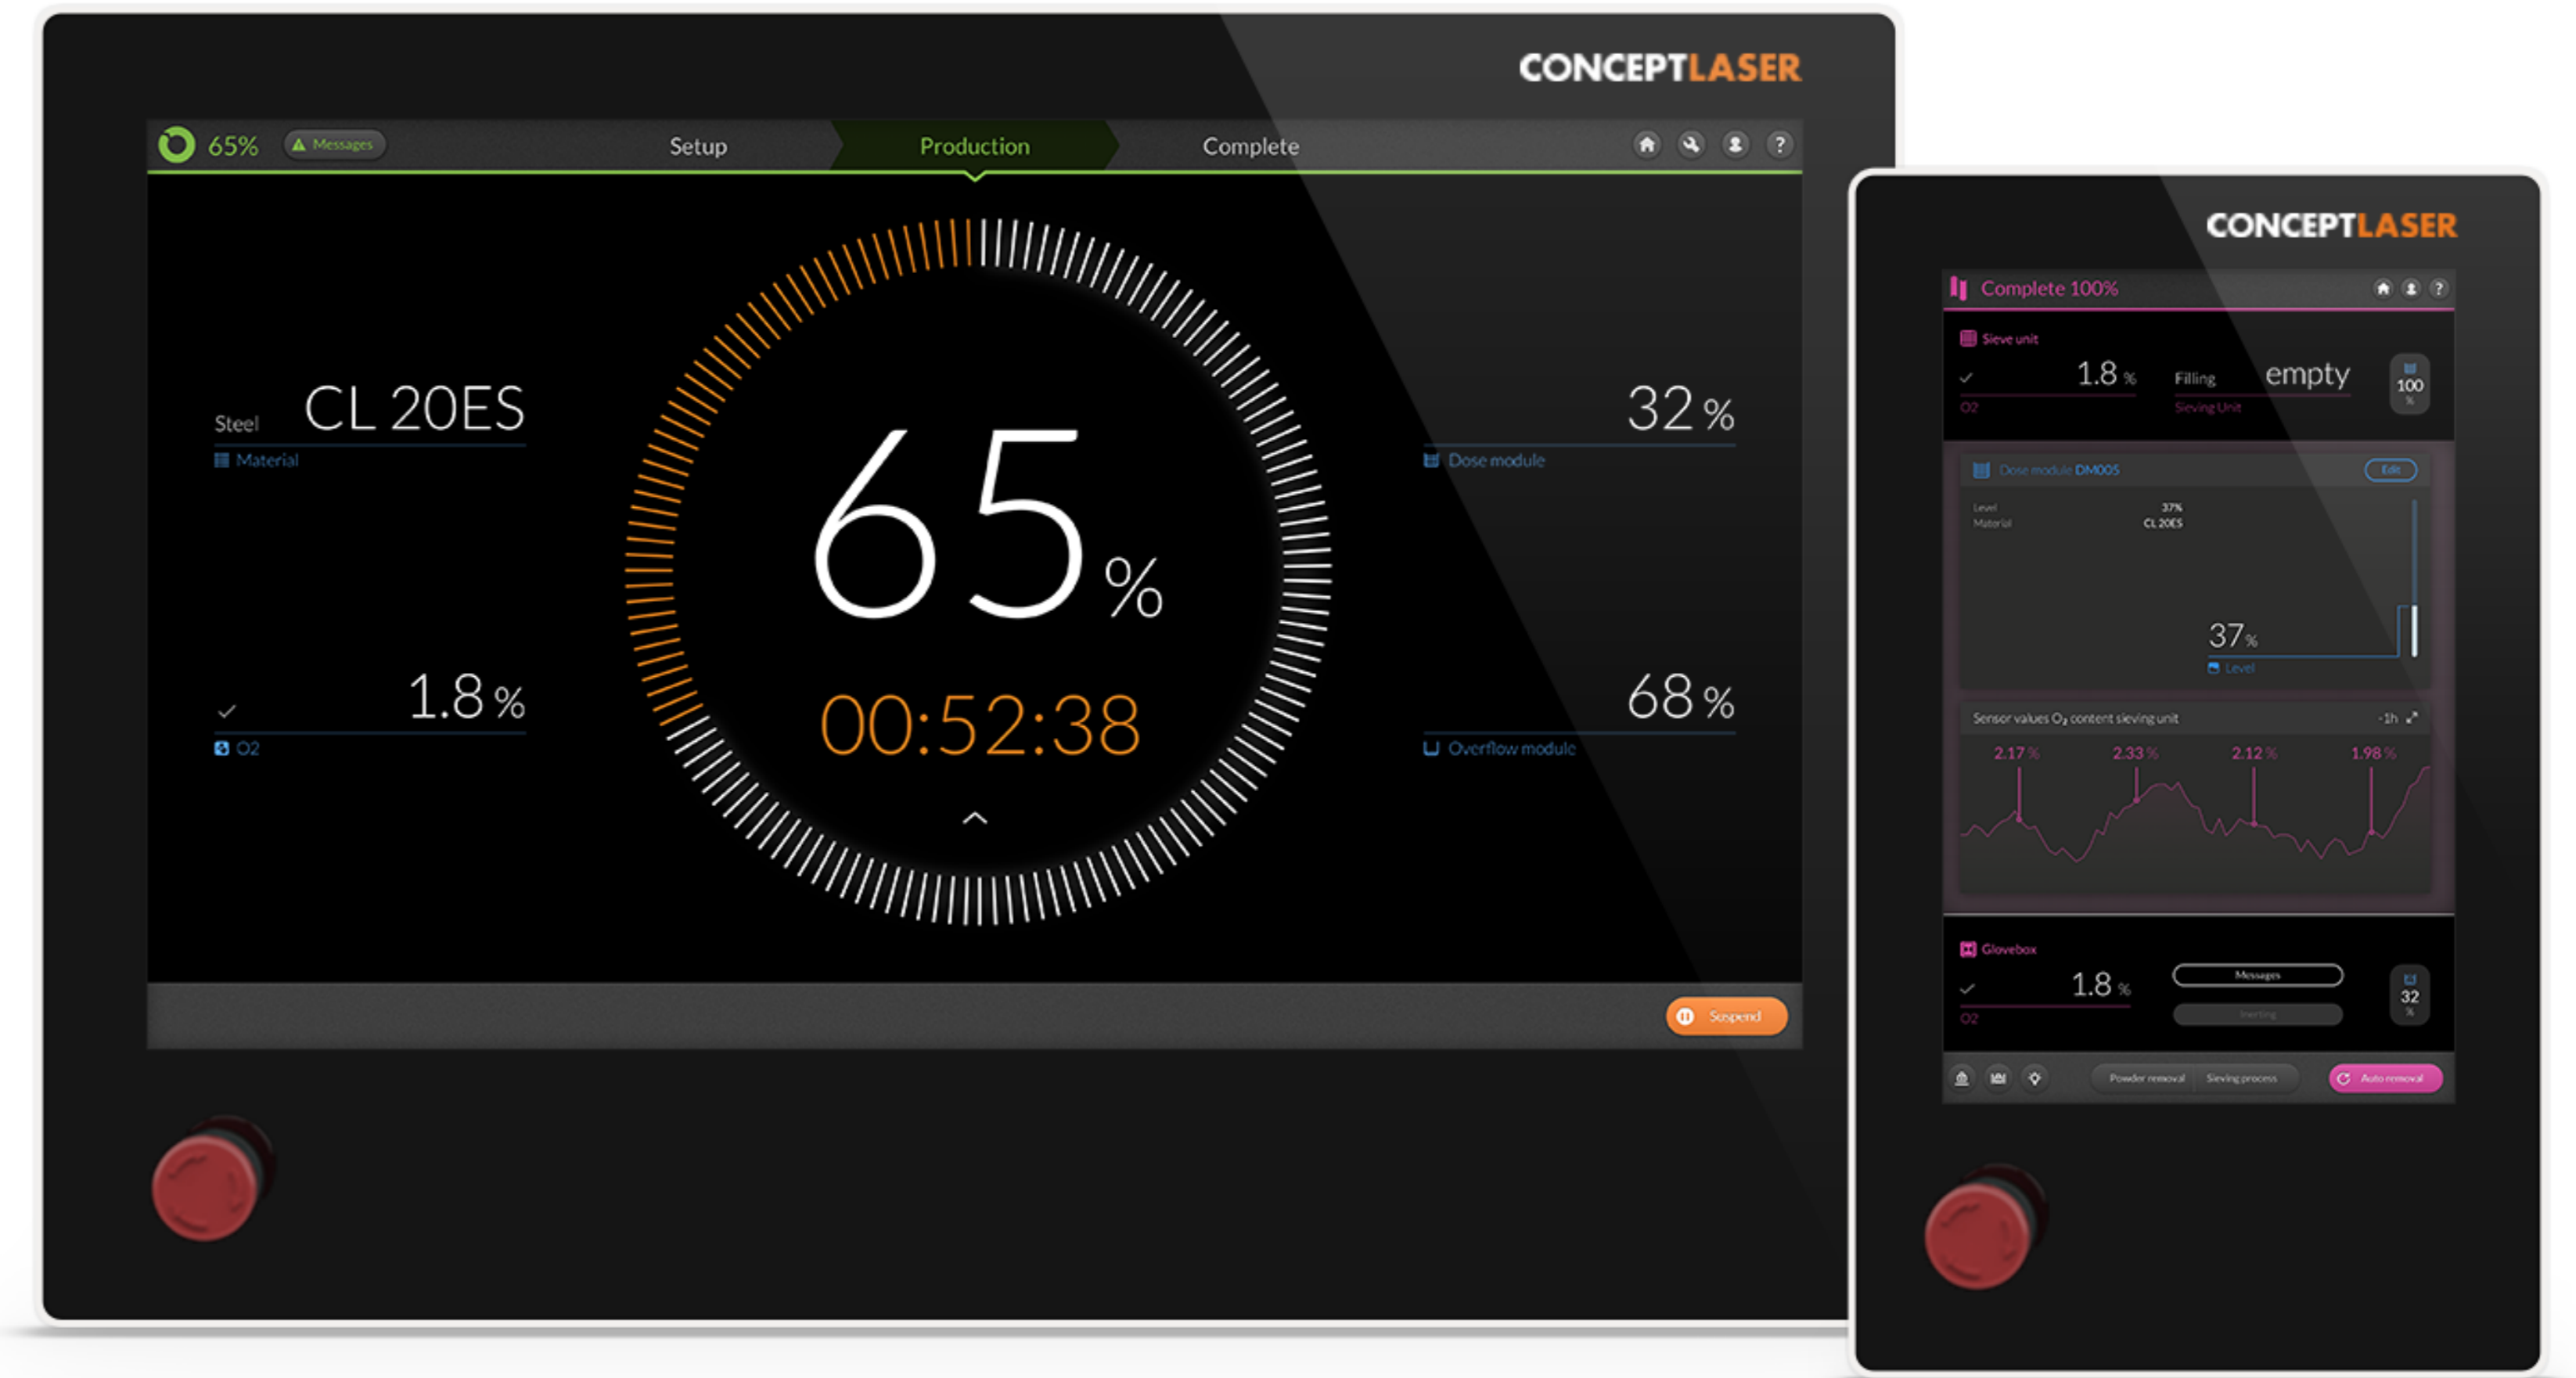 CONCEPTLASER
65% Messages Setup Production Complete ?
Steel CL 20ES
Material
1.8 %
O2
65 %
00:52:38
32 %
Dose module
68 %
Overflow module
Suspend
CONCEPTLASER
Complete 100% ?
Sieve unit
1.8 % Filling empty
O2 Sieving Unit
100
%
Dose module DM005 Edit
Level 37%
Material CL 20ES
37%
Level
Sensor values O₂ content sieving unit -1h
2.17 % 2.33 % 2.12 % 1.98 %
Glovebox
1.8 % Messages
O2 Inerting
32
%
Powder removal Sieving process Auto removal